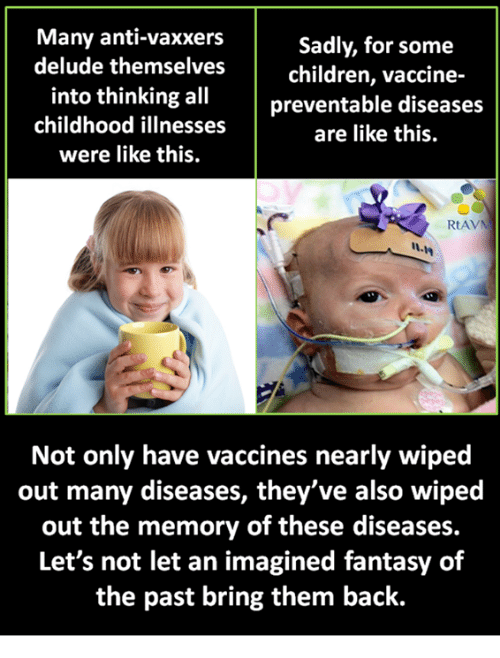 Many anti-vaxxers
delude themselves
into thinking all
childhood illnesses
were like this.
Sadly, for some
children, vaccine-
preventable diseases
are like this.
RtAVM
11.19
Not only have vaccines nearly wiped
out many diseases, they've also wiped
out the memory of these diseases.
Let's not let an imagined fantasy of
the past bring them back.